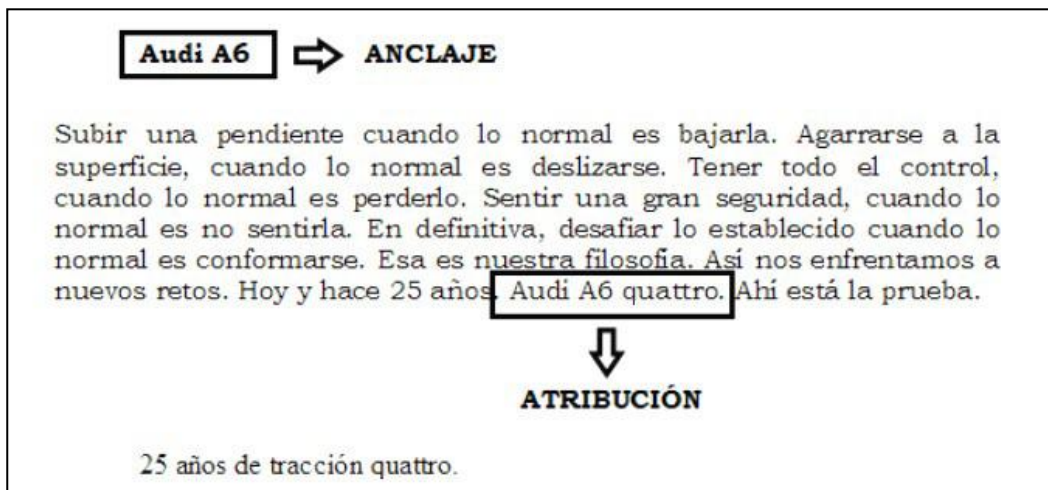 Audi A6 ANCLAJE
Subir una pendiente cuando lo normal es bajarla. Agarrarse a la
superficie, cuando lo normal es deslizarse. Tener todo el control,
cuando lo normal es perderlo. Sentir una gran seguridad, cuando lo
normal es no sentirla. En definitiva, desafiar lo establecido cuando lo
normal es conformarse. Esa es nuestra filosofía. Así nos enfrentamos a
nuevos retos. Hoy y hace 25 años. Audi A6 quattro. Ahí está la prueba.
ATRIBUCIÓN
25 años de tracción quattro.